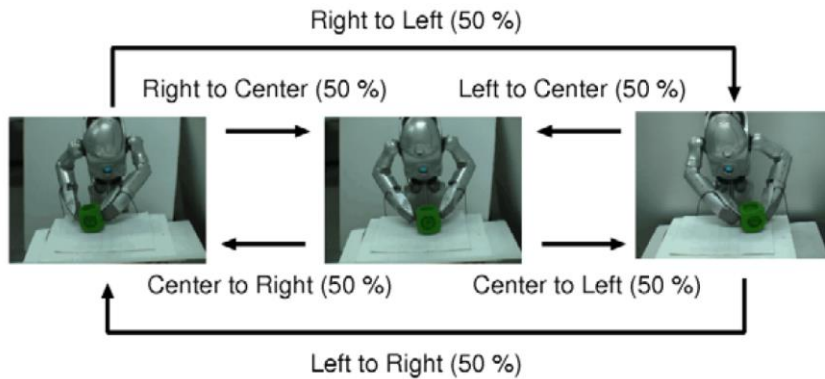 Right to Left (50 %)
Right to Center (50 %)
Left to Center (50 %)
Center to Right (50 %)
Center to Left (50 %)
Left to Right (50 %)